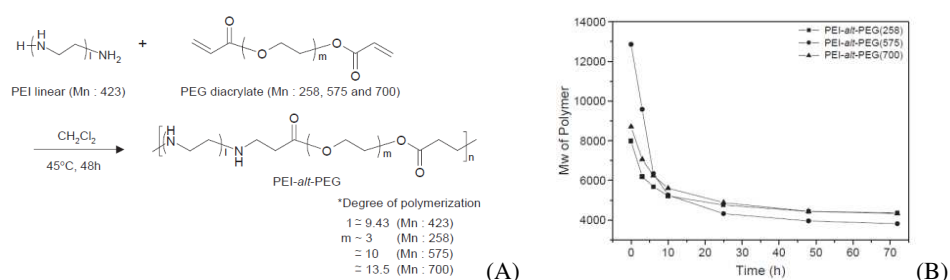 H
N
H
NH₂
i
+
O
O
O
O
m
PEI linear (Mn : 423)
PEG diacrylate (Mn : 258, 575 and 700)
CH₂Cl₂
45°C, 48h
H
N
i
N
H
O
O
O
m
O
n
PEI-alt-PEG
*Degree of polymerization
1 ≃ 9.43 (Mn : 423)
m ~ 3 (Mn : 258)
≃ 10 (Mn : 575)
≃ 13.5 (Mn : 700)
(A)
PEI-alt-PEG(258)
PEI-alt-PEG(575)
PEI-alt-PEG(700)
Mw of Polymer
14000
12000
10000
8000
6000
4000
0 10 20 30 40 50 60 70
Time (h)
(B)